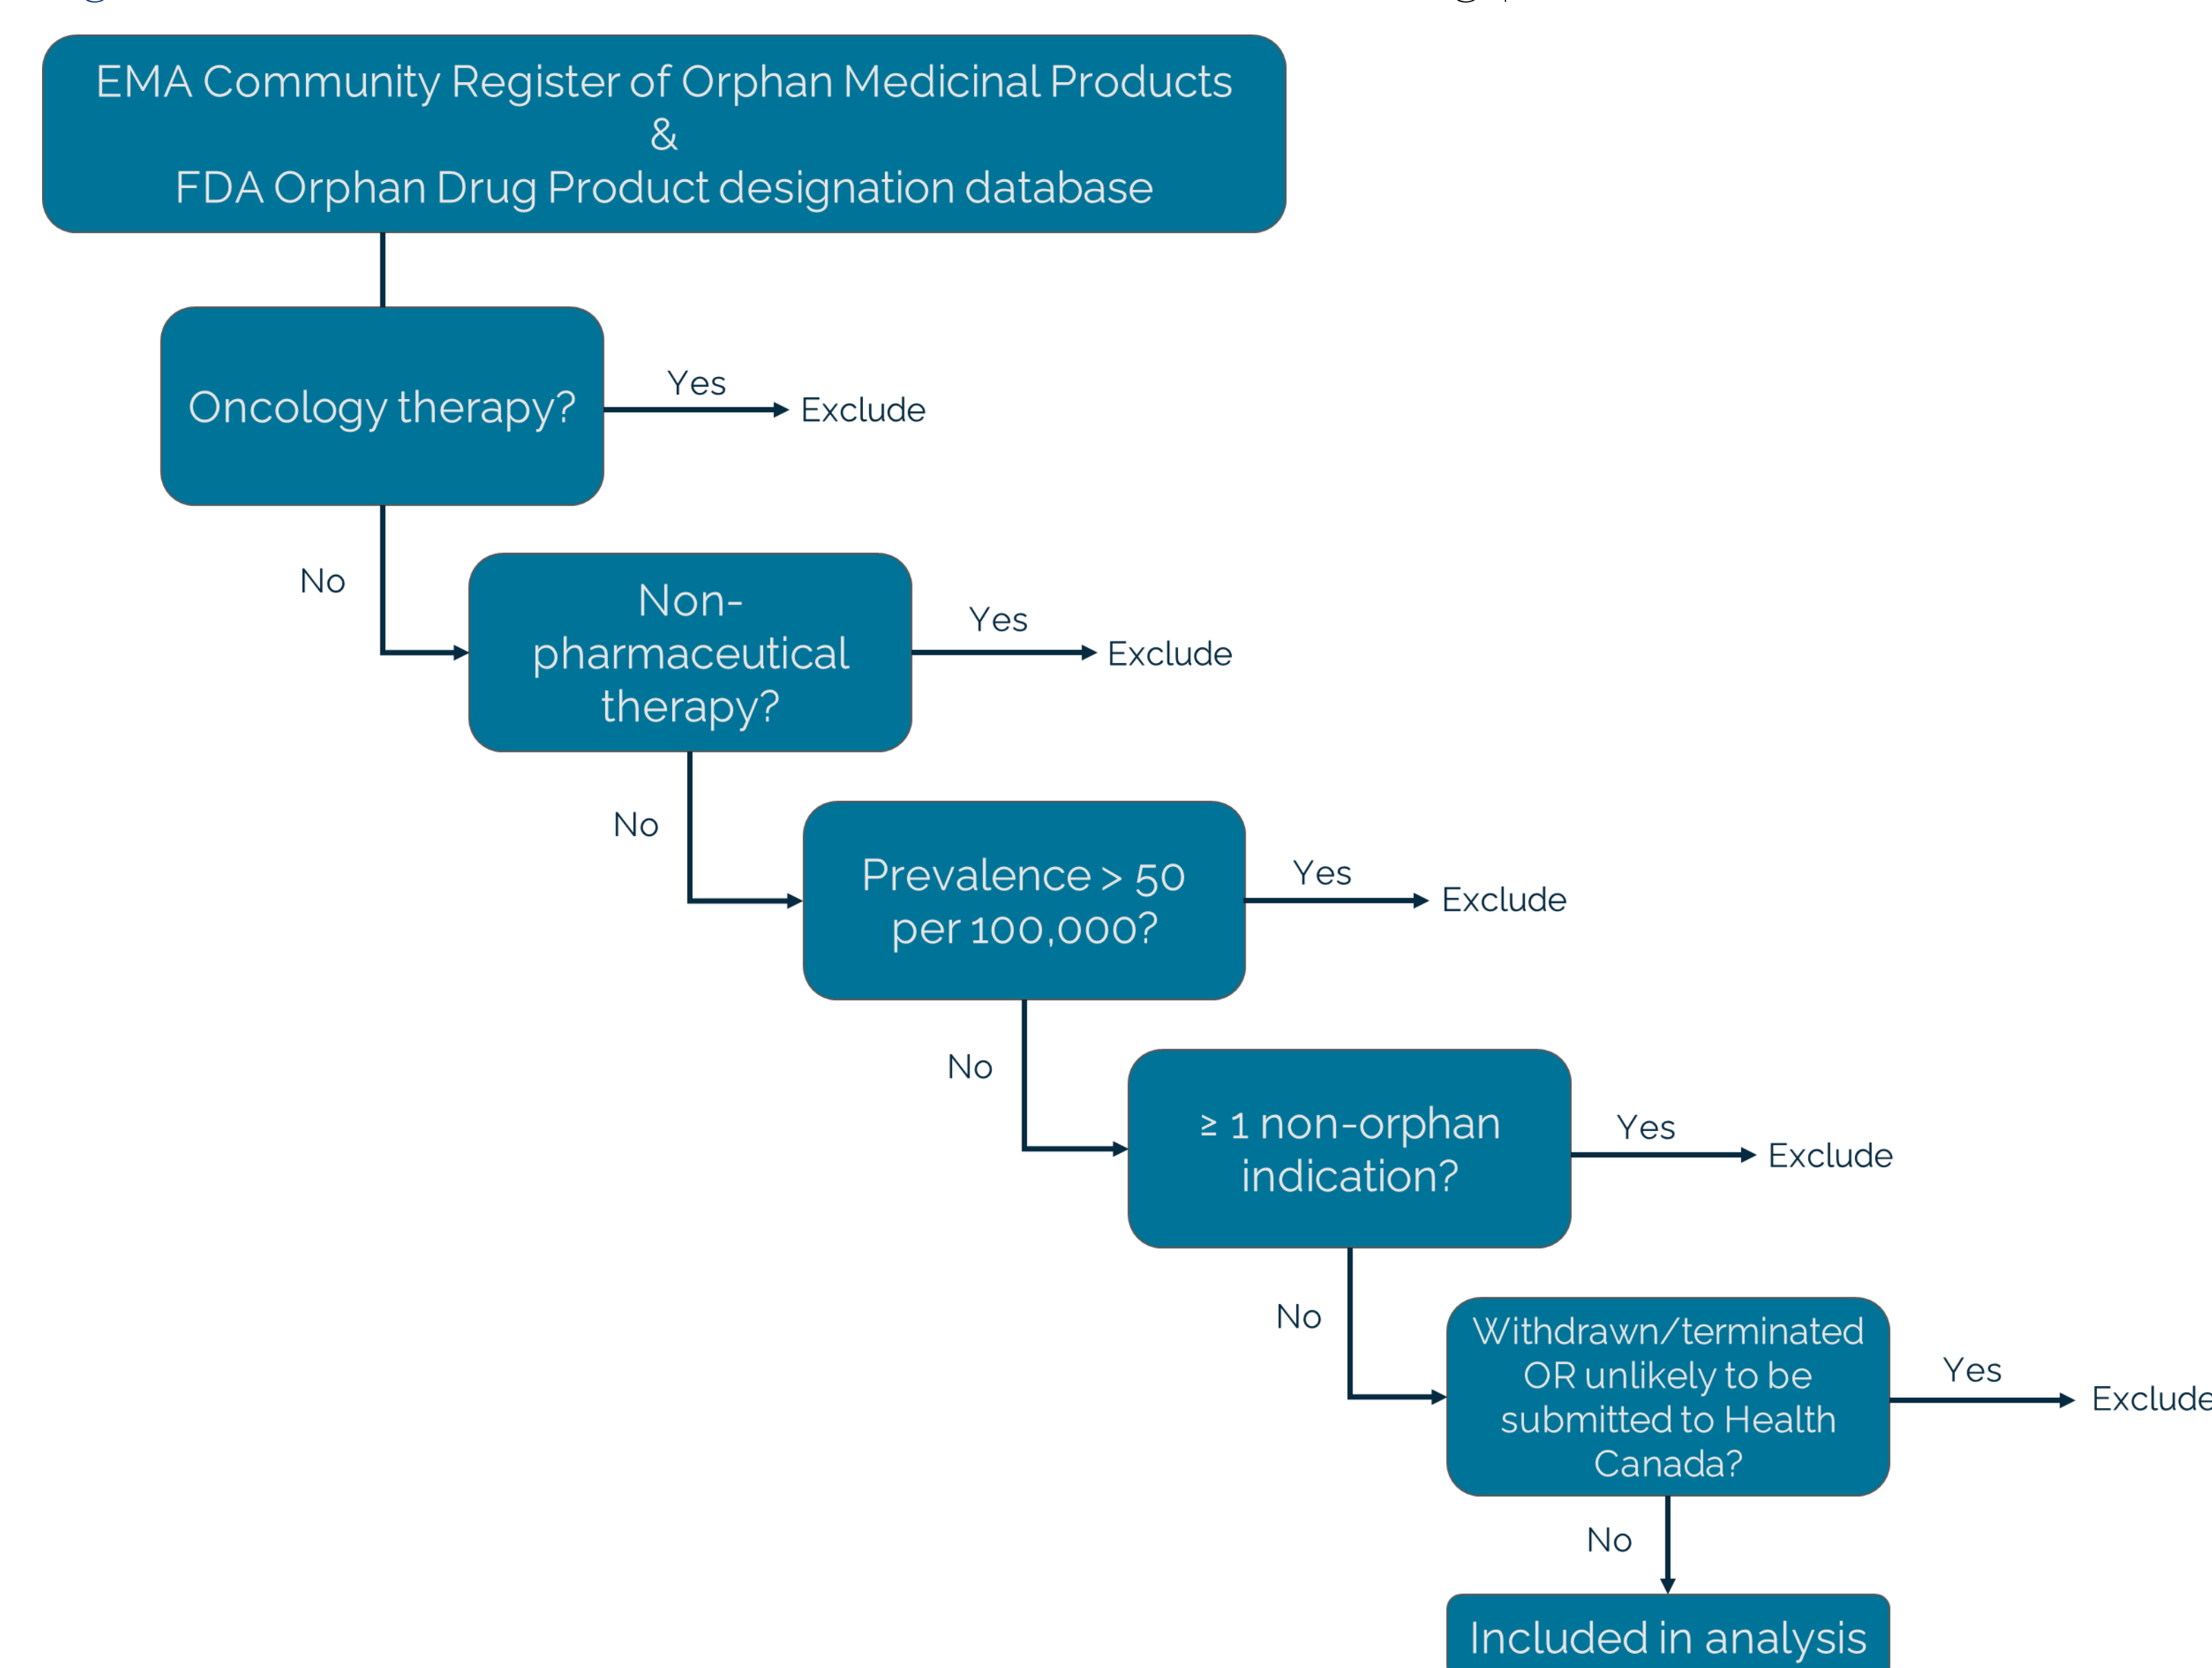 EMA Community Register of Orphan Medicinal Products
&
FDA Orphan Drug Product designation database
Oncology therapy?
Yes
Exclude
No
Non-
pharmaceutical
therapy?
Yes
Exclude
No
Prevalence > 50
per 100,000?
Yes
Exclude
No
≥ 1 non-orphan
indication?
Yes
Exclude
No
Withdrawn/terminated
OR unlikely to be
submitted to Health
Canada?
Yes
Exclude
No
Included in analysis